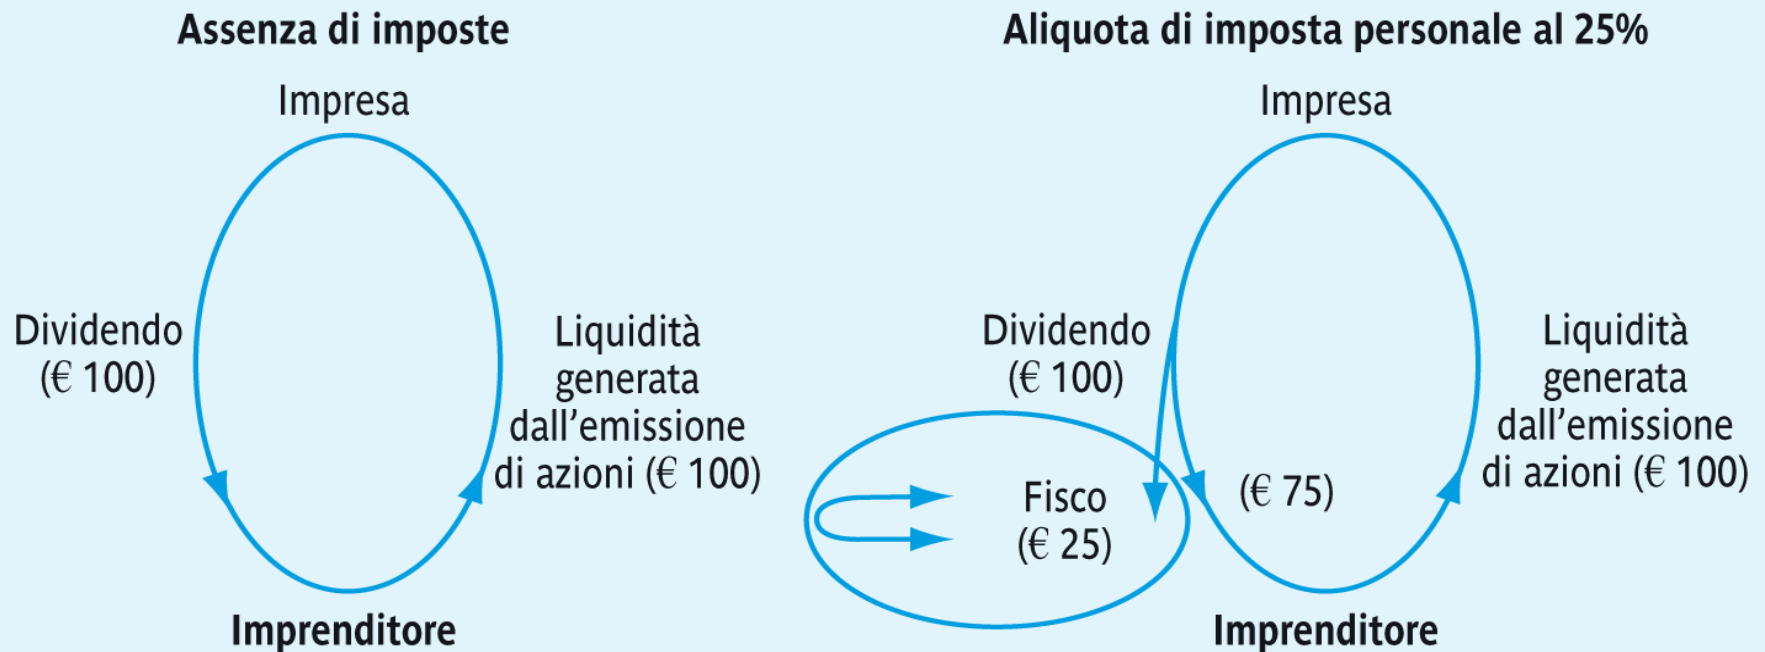 Assenza di imposte
Impresa
Dividendo
(€ 100)
Liquidità
generata
dall'emissione
di azioni (€ 100)
Imprenditore
Aliquota di imposta personale al 25%
Impresa
Dividendo
(€ 100)
Fisco
(€ 25)
(€ 75)
Liquidità
generata
dall'emissione
di azioni (€ 100)
Imprenditore